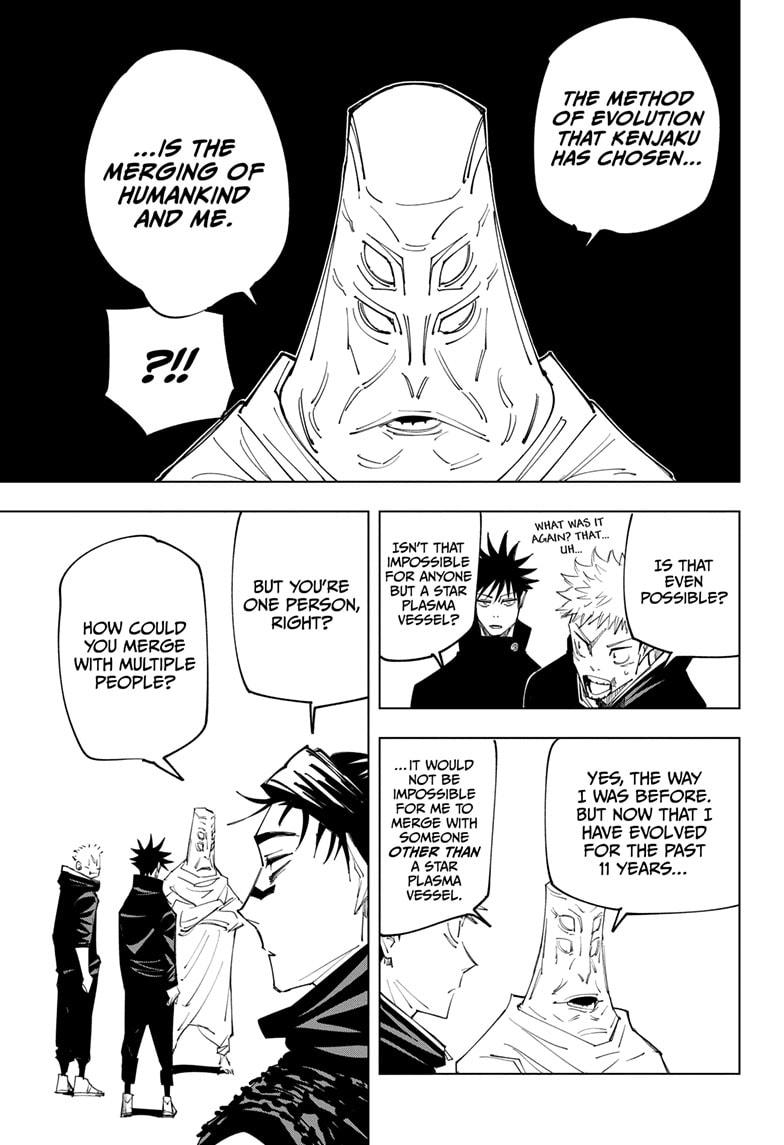 THE METHOD
OF EVOLUTION
THAT KENJAKU
HAS CHOSEN...
...IS THE
MERGING OF
HUMANKIND
AND ME.
?!!
IS THAT
EVEN
POSSIBLE?
WHAT WAS IT
AGAIN? THAT...
UH...
ISN'T THAT
IMPOSSIBLE
FOR ANYONE
BUT A STAR
PLASMA
VESSEL?
YES, THE WAY
I WAS BEFORE.
BUT NOW THAT I
HAVE EVOLVED
FOR THE PAST
11 YEARS...
...IT WOULD
NOT BE
IMPOSSIBLE
FOR ME TO
MERGE WITH
SOMEONE
OTHER THAN
A STAR
PLASMA
VESSEL.
BUT YOU'RE
ONE PERSON,
RIGHT?
HOW COULD
YOU MERGE
WITH MULTIPLE
PEOPLE?